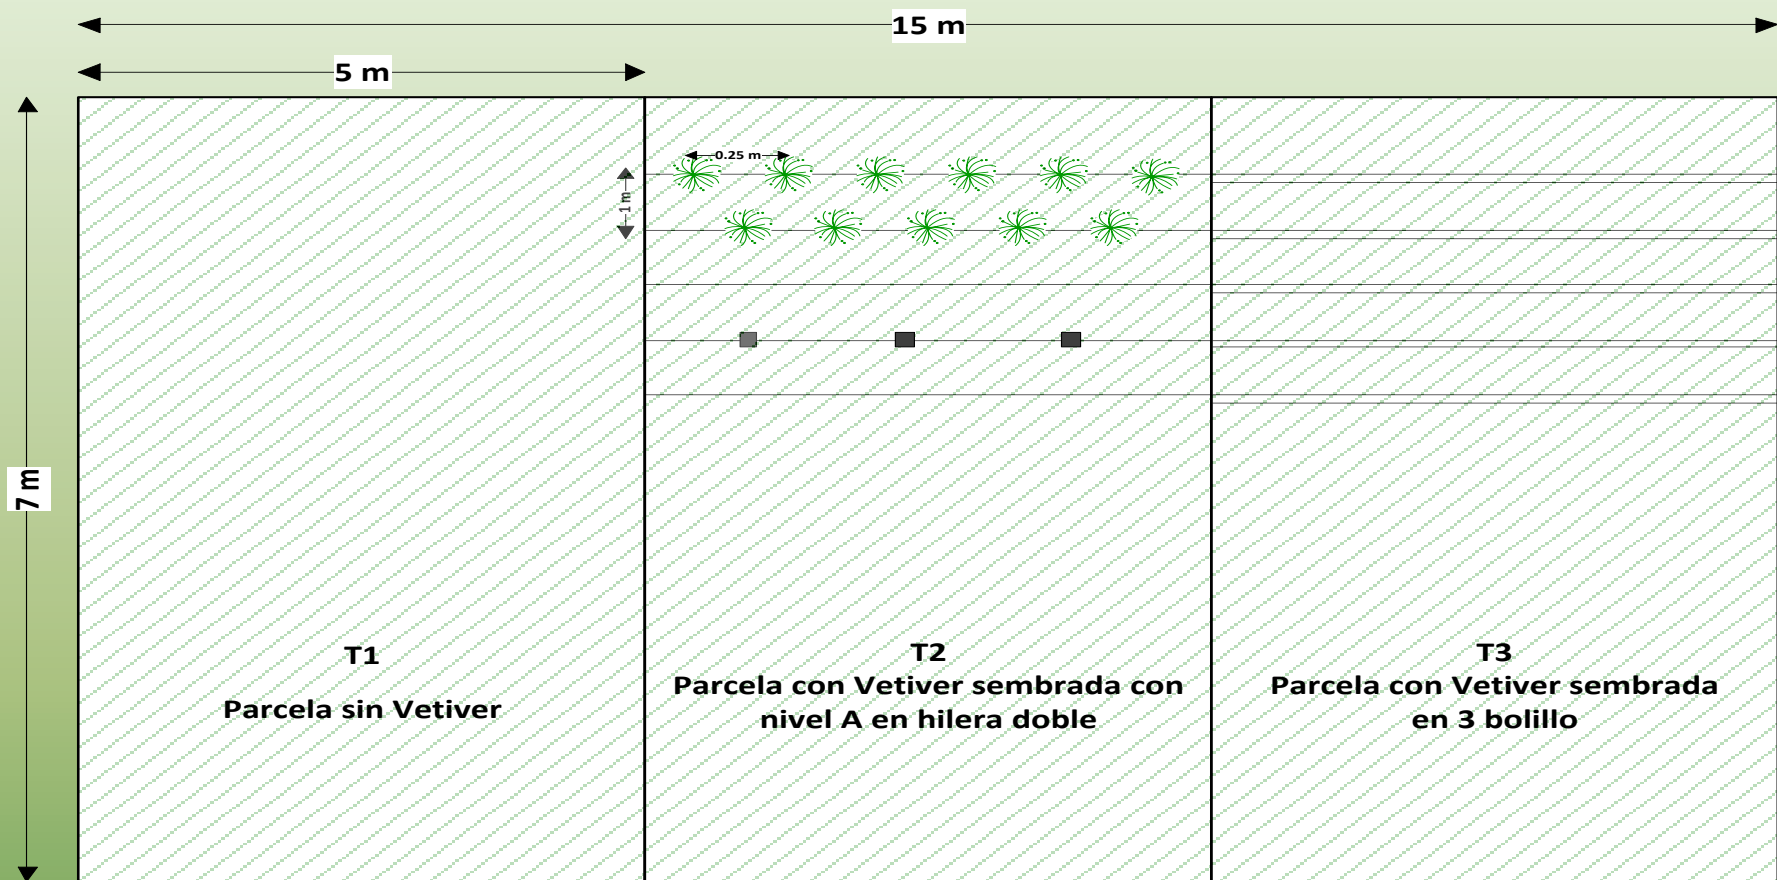 15 m
5 m
0.25 m
1 m
7 m
T1
Parcela sin Vetiver
T2
Parcela con Vetiver sembrada con
nivel A en hilera doble
T3
Parcela con Vetiver sembrada
en 3 bolillo